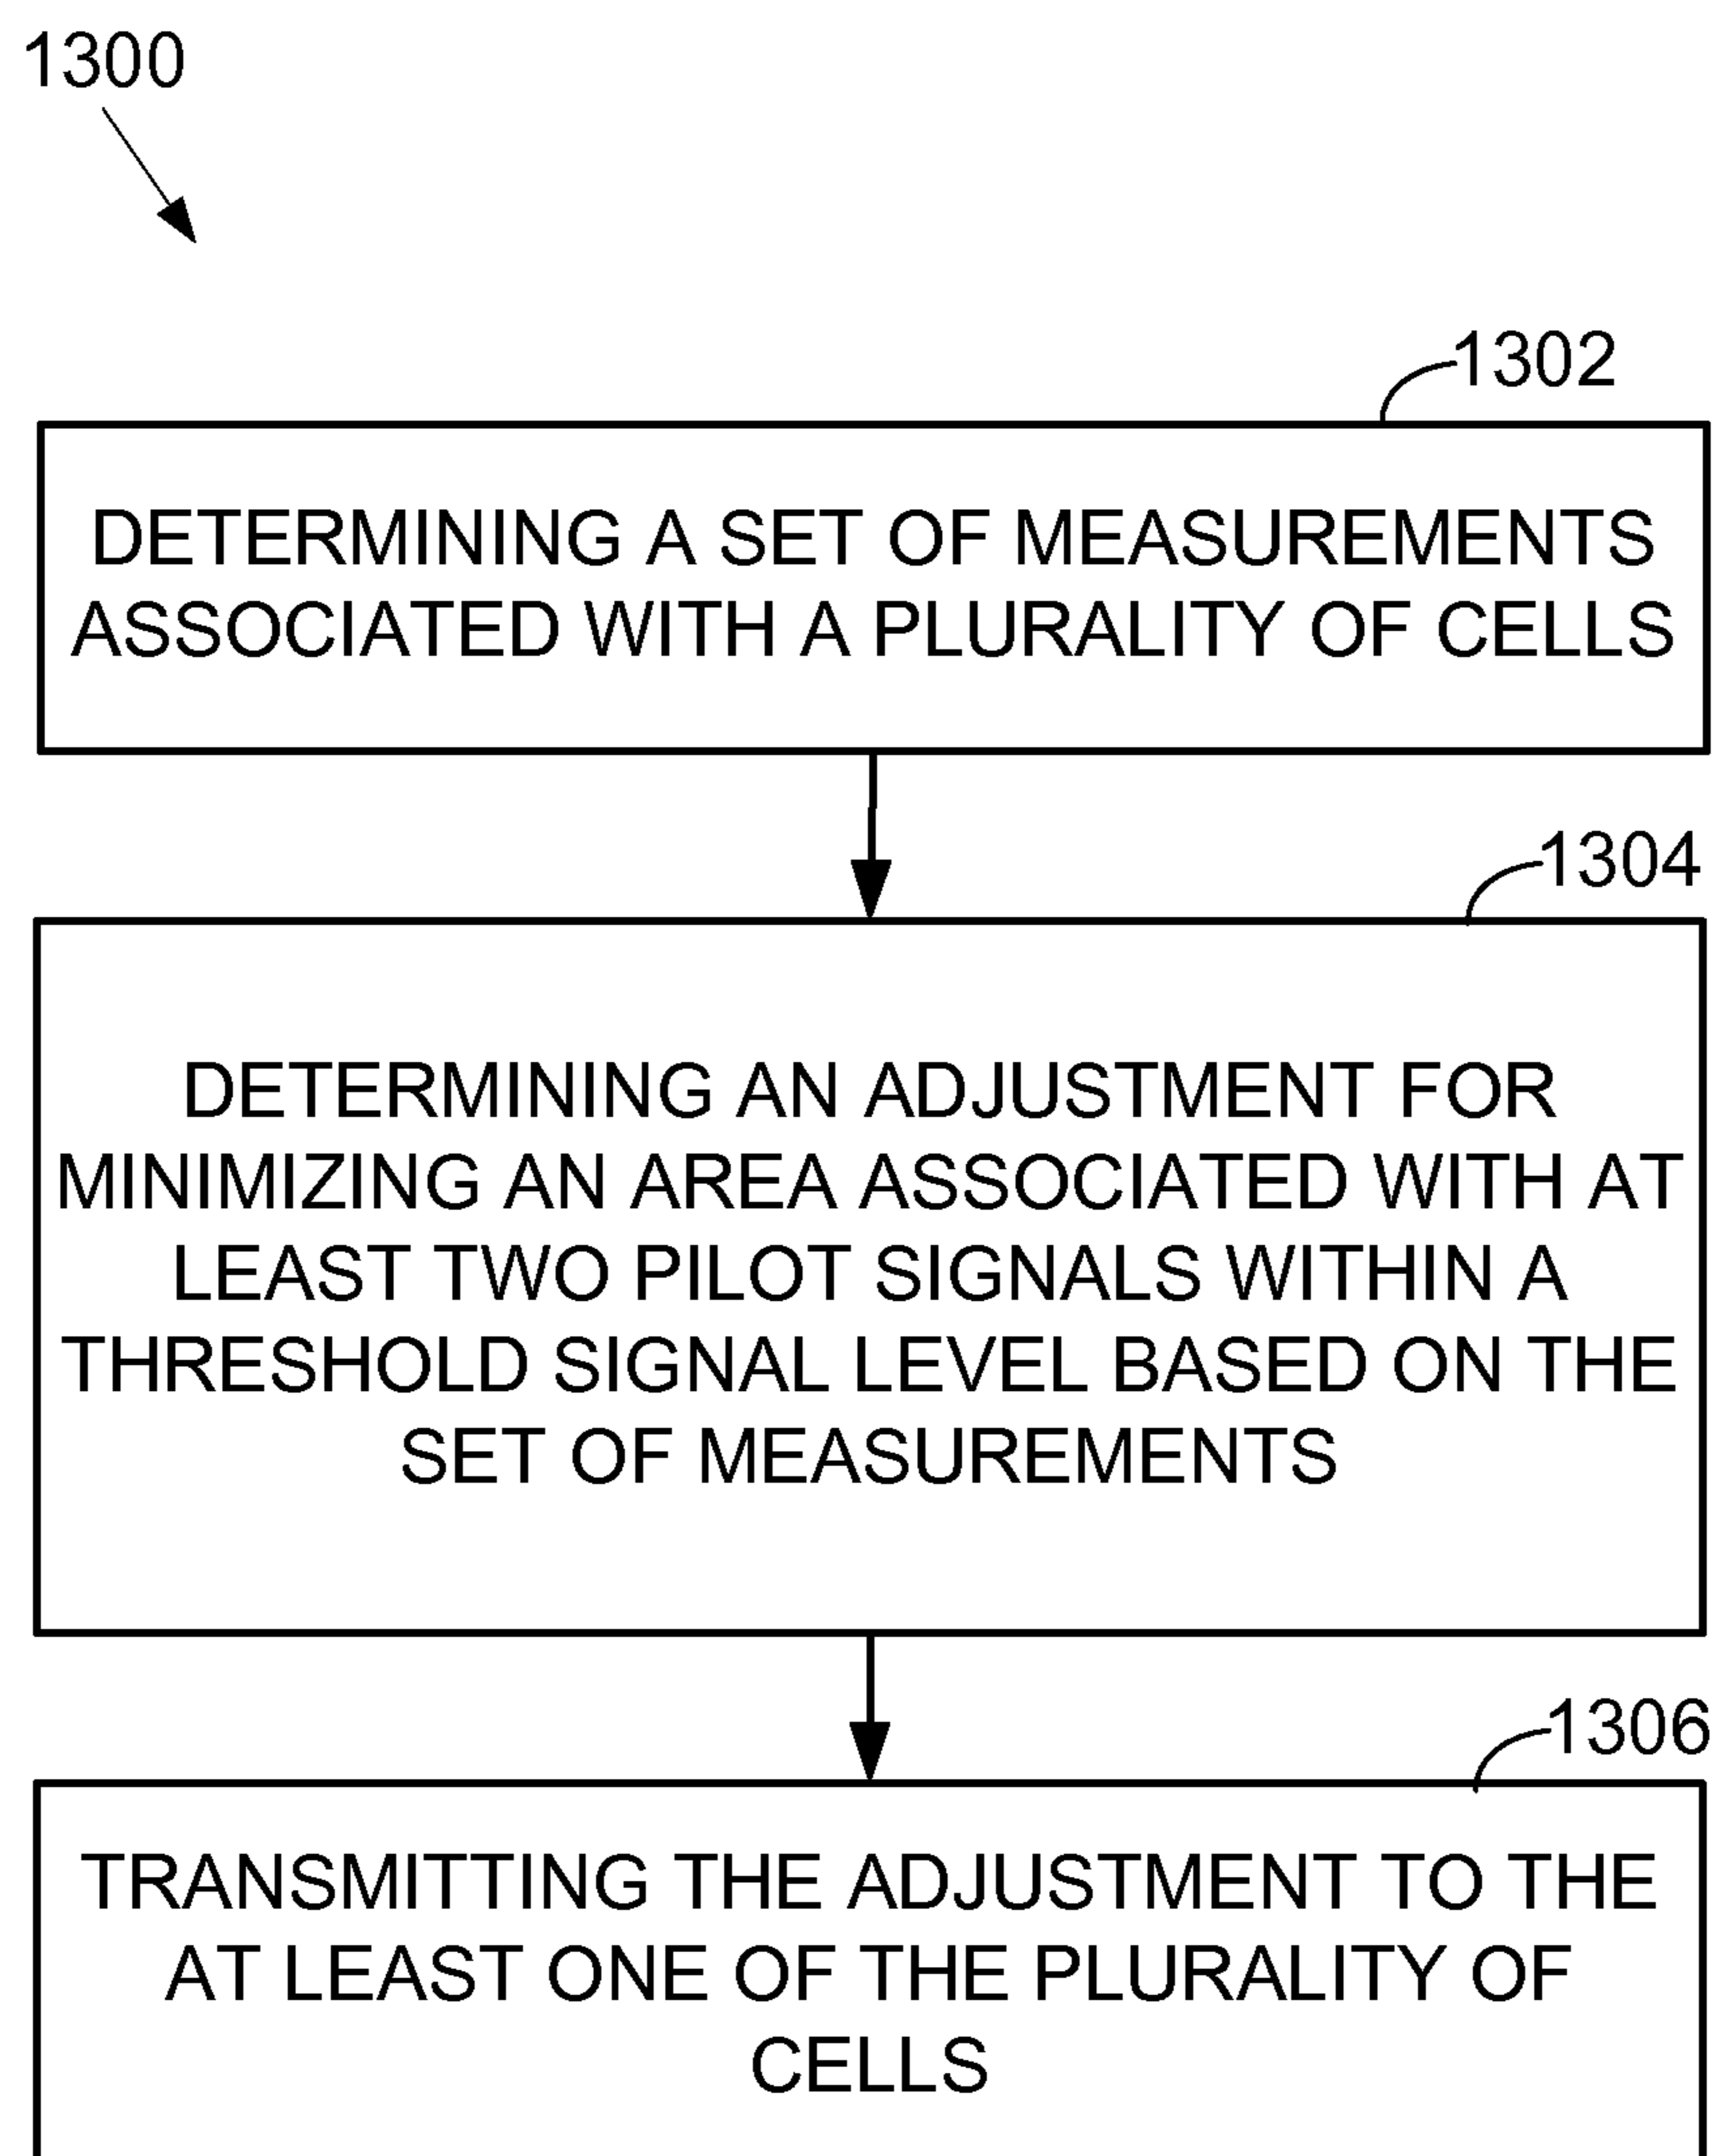 1300
1302
DETERMINING A SET OF MEASUREMENTS
ASSOCIATED WITH A PLURALITY OF CELLS
1304
DETERMINING AN ADJUSTMENT FOR
MINIMIZING AN AREA ASSOCIATED WITH AT
LEAST TWO PILOT SIGNALS WITHIN A
THRESHOLD SIGNAL LEVEL BASED ON THE
SET OF MEASUREMENTS
1306
TRANSMITTING THE ADJUSTMENT TO THE
AT LEAST ONE OF THE PLURALITY OF
CELLS